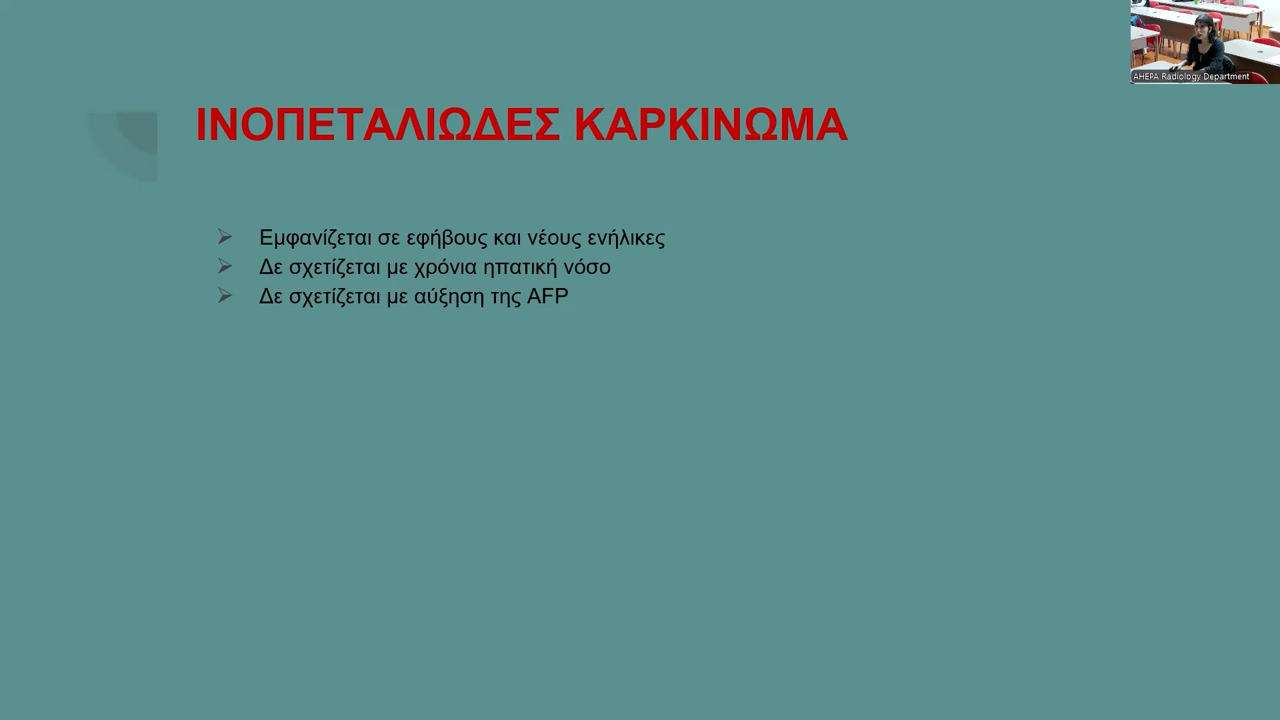 AHEPA Radiology Department
ΙΝΟΠΕΤΑΛΙΩΔΕΣ ΚΑΡΚΙΝΩΜΑ
Εμφανίζεται σε εφήβους και νέους ενήλικες
Δε σχετίζεται με χρόνια ηπατική νόσο
Δε σχετίζεται με αύξηση της AFP